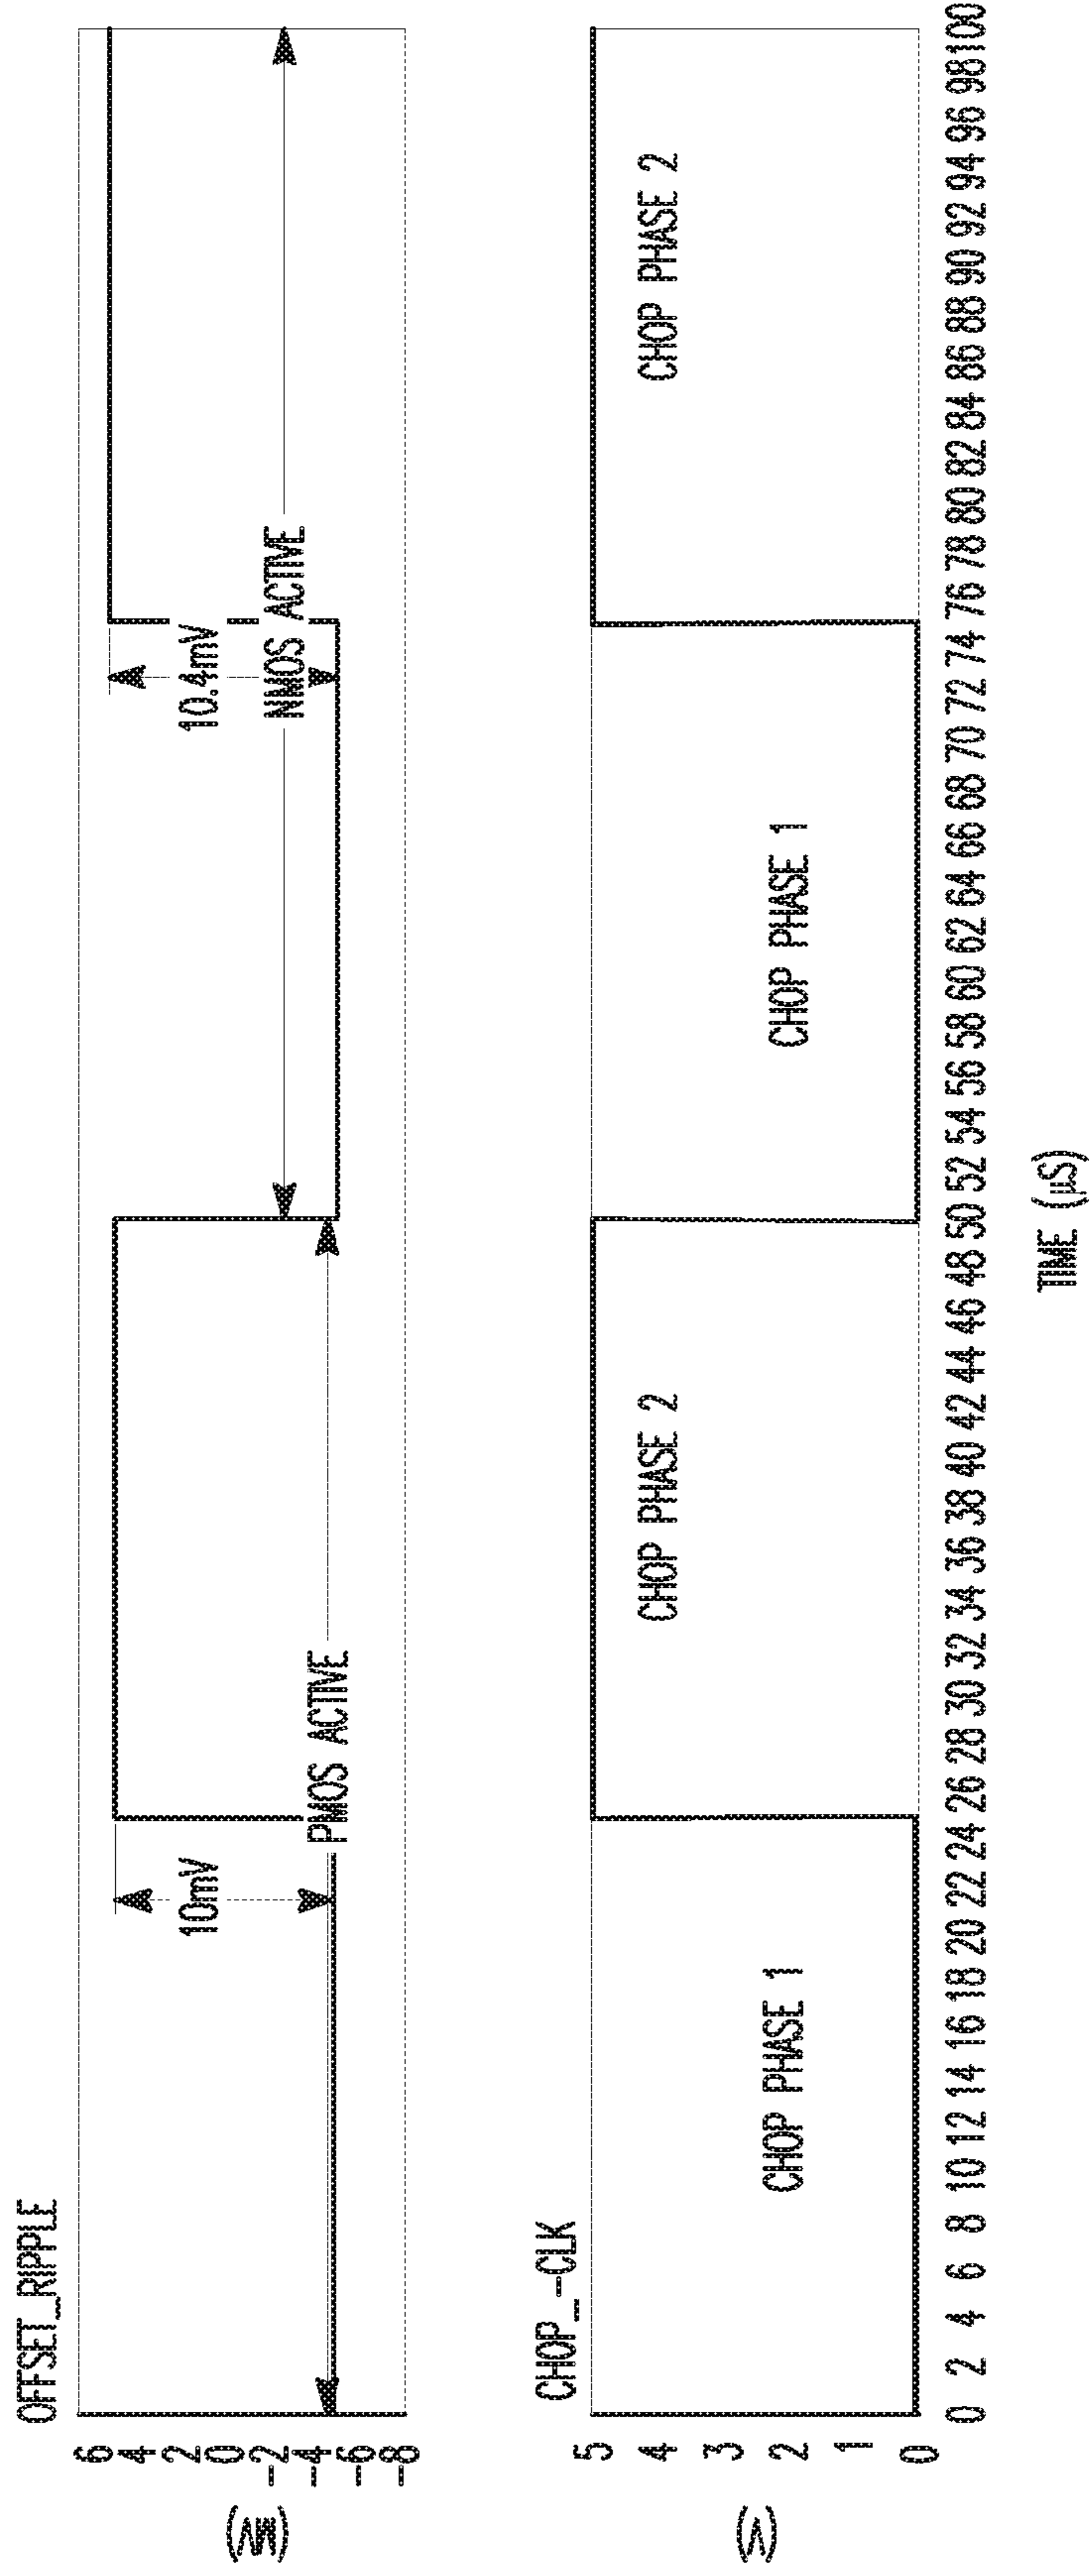 OFFSET_RIPPLE
(mV)
6
4
2
0
-2
-4
-6
-8
10mV
PMOS ACTIVE
10.4mV
NMOS ACTIVE
CHOP_-CLK
(V)
5
4
3
2
1
0
CHOP PHASE 1
CHOP PHASE 2
CHOP PHASE 1
CHOP PHASE 2
0 2 4 6 8 10 12 14 16 18 20 22 24 26 28 30 32 34 36 38 40 42 44 46 48 50 52 54 56 58 60 62 64 66 68 70 72 74 76 78 80 82 84 86 88 90 92 94 96 98 100
TIME (µS)